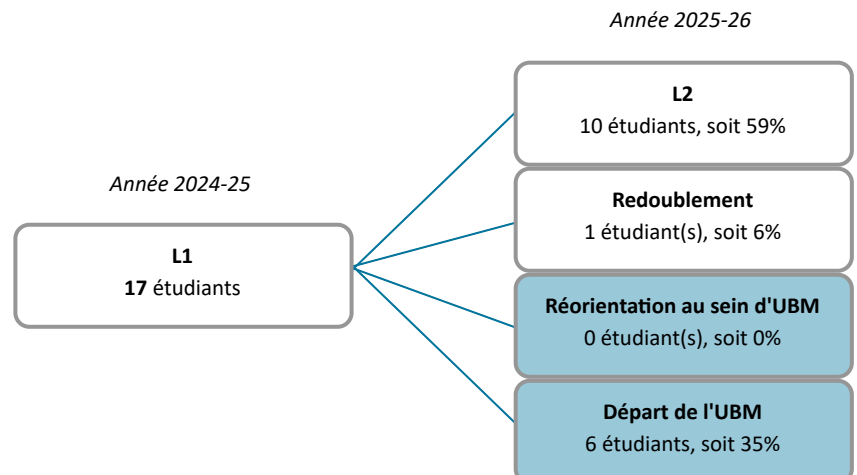 Année 2025-26
L2
10 étudiants, soit 59%
Année 2024-25
Redoublement
1 étudiant(s), soit 6%
L1
17 étudiants
Réorientation au sein d'UBM
0 étudiant(s), soit 0%
Départ de l'UBM
6 étudiants, soit 35%